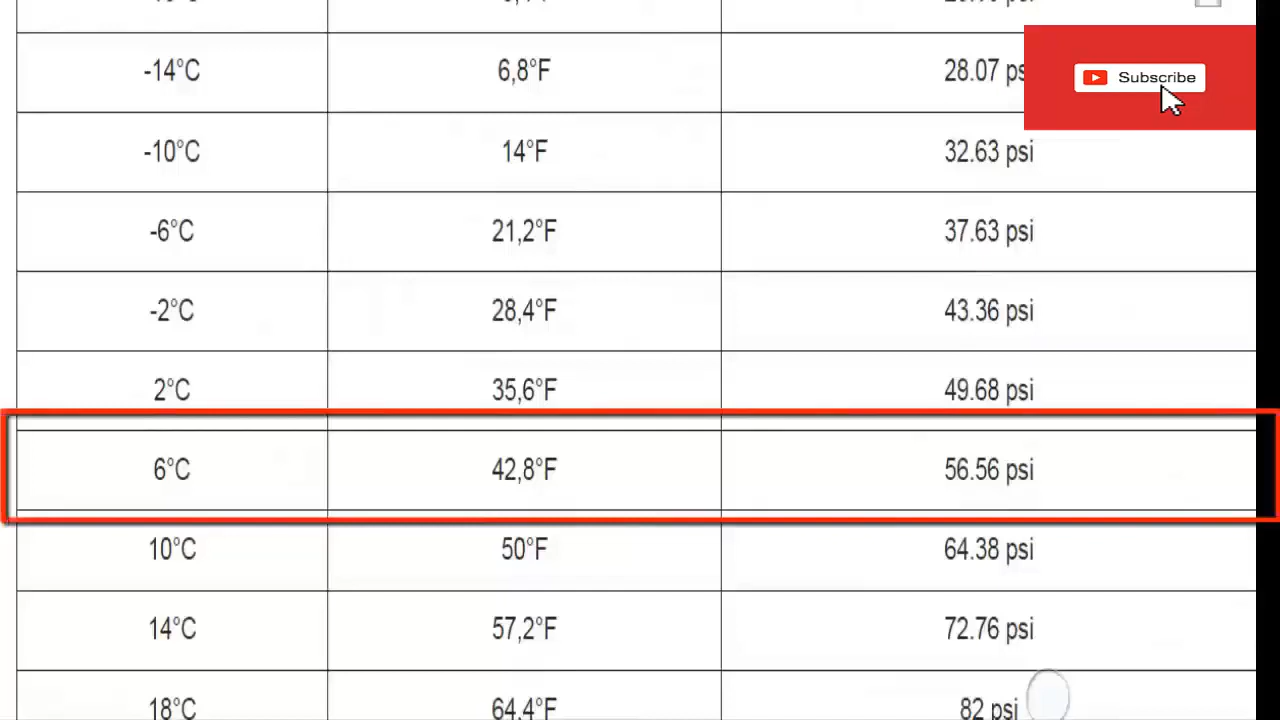 -14°C 6,8°F 28.07 ps
Subscribe
-10°C 14°F 32.63 psi
-6°C 21,2°F 37.63 psi
-2°C 28,4°F 43.36 psi
2°C 35,6°F 49.68 psi
6°C 42,8°F 56.56 psi
10°C 50°F 64.38 psi
14°C 57,2°F 72.76 psi
18°C 64,4°F 82 psi